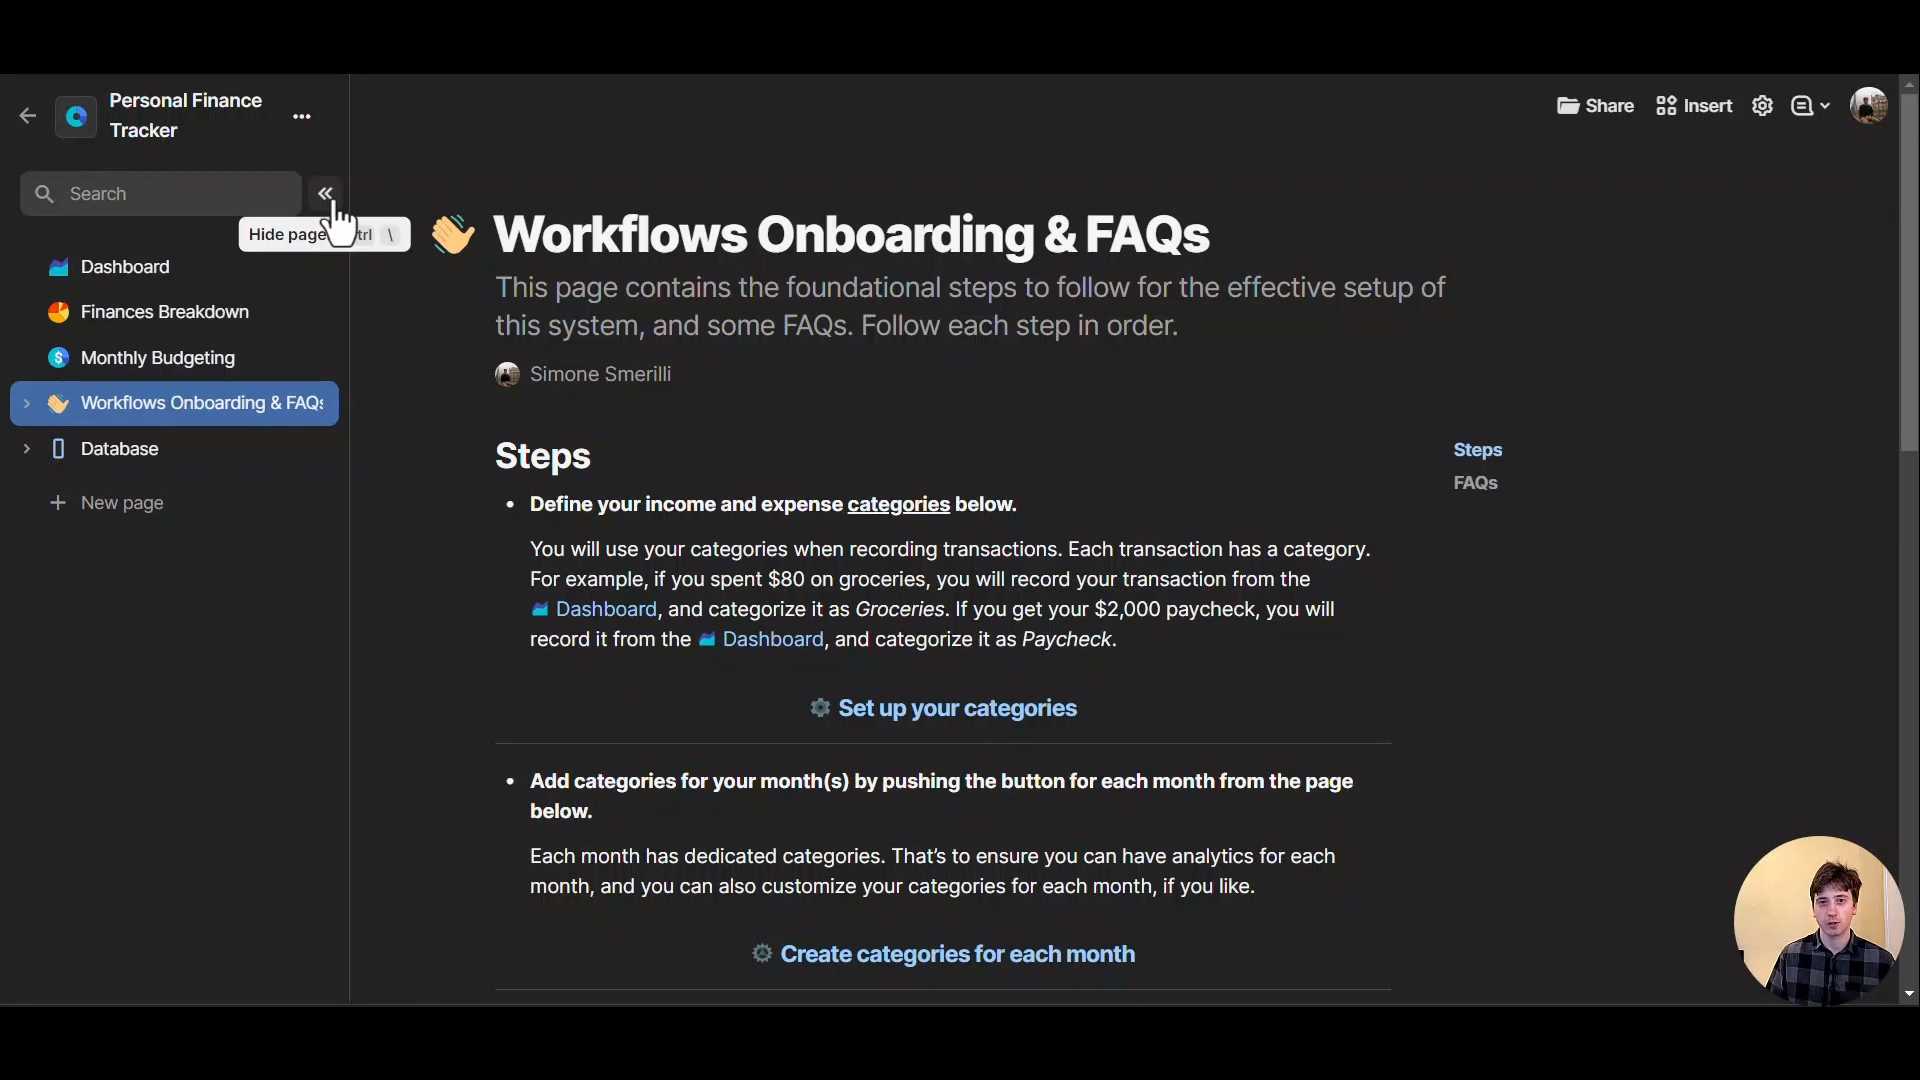 Personal Finance
Tracker
Share
Insert
Search
Hide page
trl \
Dashboard
Finances Breakdown
Monthly Budgeting
Workflows Onboarding & FAQs
Database
New page
Workflows Onboarding & FAQs
This page contains the foundational steps to follow for the effective setup of
this system, and some FAQs. Follow each step in order.
Simone Smerilli
Steps
• Define your income and expense categories below.
You will use your categories when recording transactions. Each transaction has a category.
For example, if you spent $80 on groceries, you will record your transaction from the
Dashboard, and categorize it as Groceries. If you get your $2,000 paycheck, you will
record it from the Dashboard, and categorize it as Paycheck.
Set up your categories
• Add categories for your month(s) by pushing the button for each month from the page
below.
Each month has dedicated categories. That's to ensure you can have analytics for each
month, and you can also customize your categories for each month, if you like.
Create categories for each month
Steps
FAQs